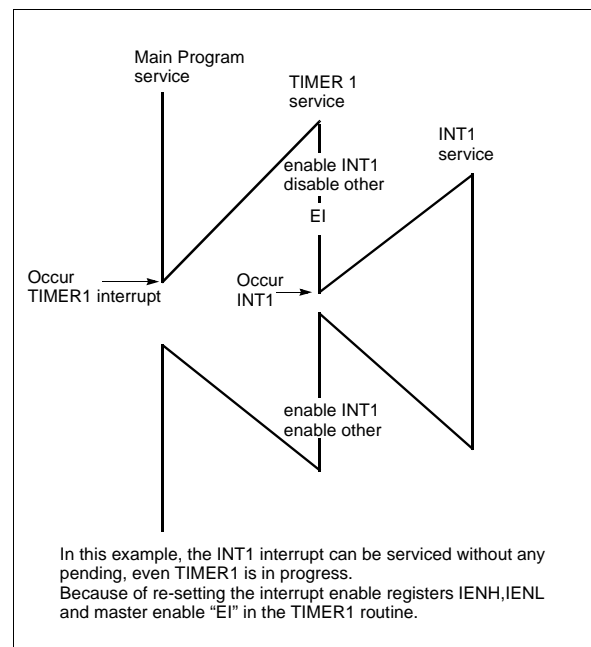 Main Program
service
TIMER 1
service
INT1
service
enable INT1
disable other
EI
Occur
TIMER1 interrupt
Occur
INT1
enable INT1
enable other
In this example, the INT1 interrupt can be serviced without any
pending, even TIMER1 is in progress.
Because of re-setting the interrupt enable registers IENH,IENL
and master enable “EI” in the TIMER1 routine.